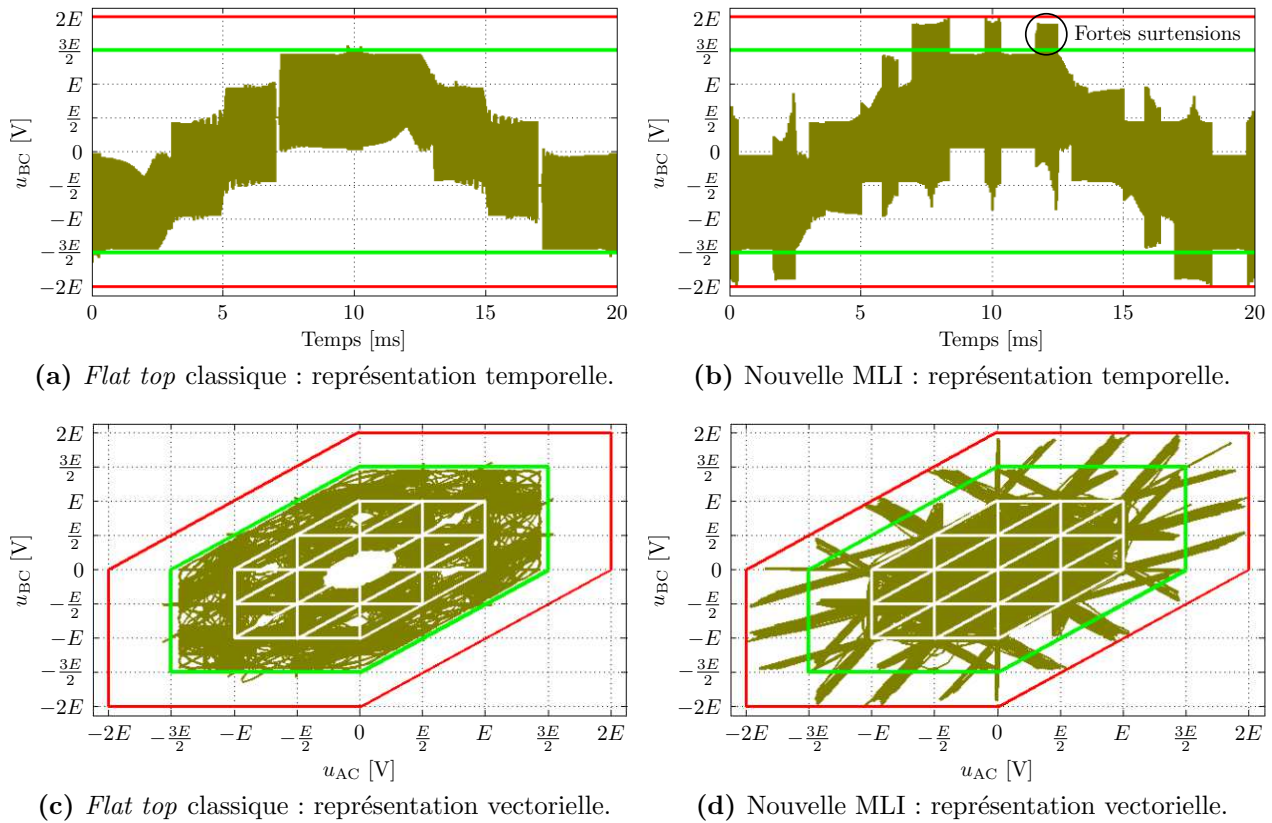 2E
3E/2
E
E/2
0
−E/2
−E
−3E/2
−2E
u_BC [V]
0 5 10 15 20
Temps [ms]
(a) Flat top classique : représentation temporelle.
2E
3E/2
E
E/2
0
−E/2
−E
−3E/2
−2E
u_BC [V]
Fortes surtensions
0 5 10 15 20
Temps [ms]
(b) Nouvelle MLI : représentation temporelle.
2E
3E/2
E
E/2
0
−E/2
−E
−3E/2
−2E
u_BC [V]
−2E −3E/2 −E −E/2 0 E/2 E 3E/2 2E
u_AC [V]
(c) Flat top classique : représentation vectorielle.
2E
3E/2
E
E/2
0
−E/2
−E
−3E/2
−2E
u_BC [V]
−2E −3E/2 −E −E/2 0 E/2 E 3E/2 2E
u_AC [V]
(d) Nouvelle MLI : représentation vectorielle.